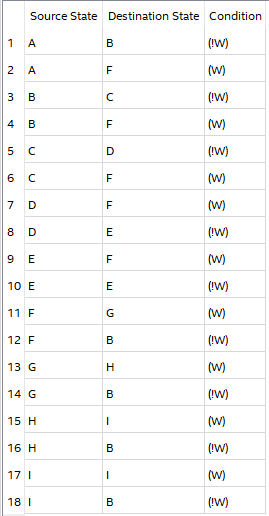 Source State Destination State Condition
1 A B (!W)
2 A F (W)
3 B C (!W)
4 B F (W)
5 C D (!W)
6 C F (W)
7 D F (W)
8 D E (!W)
9 E F (W)
10 E E (!W)
11 F G (W)
12 F B (!W)
13 G H (W)
14 G B (!W)
15 H I (W)
16 H B (!W)
17 I I (W)
18 I B (!W)